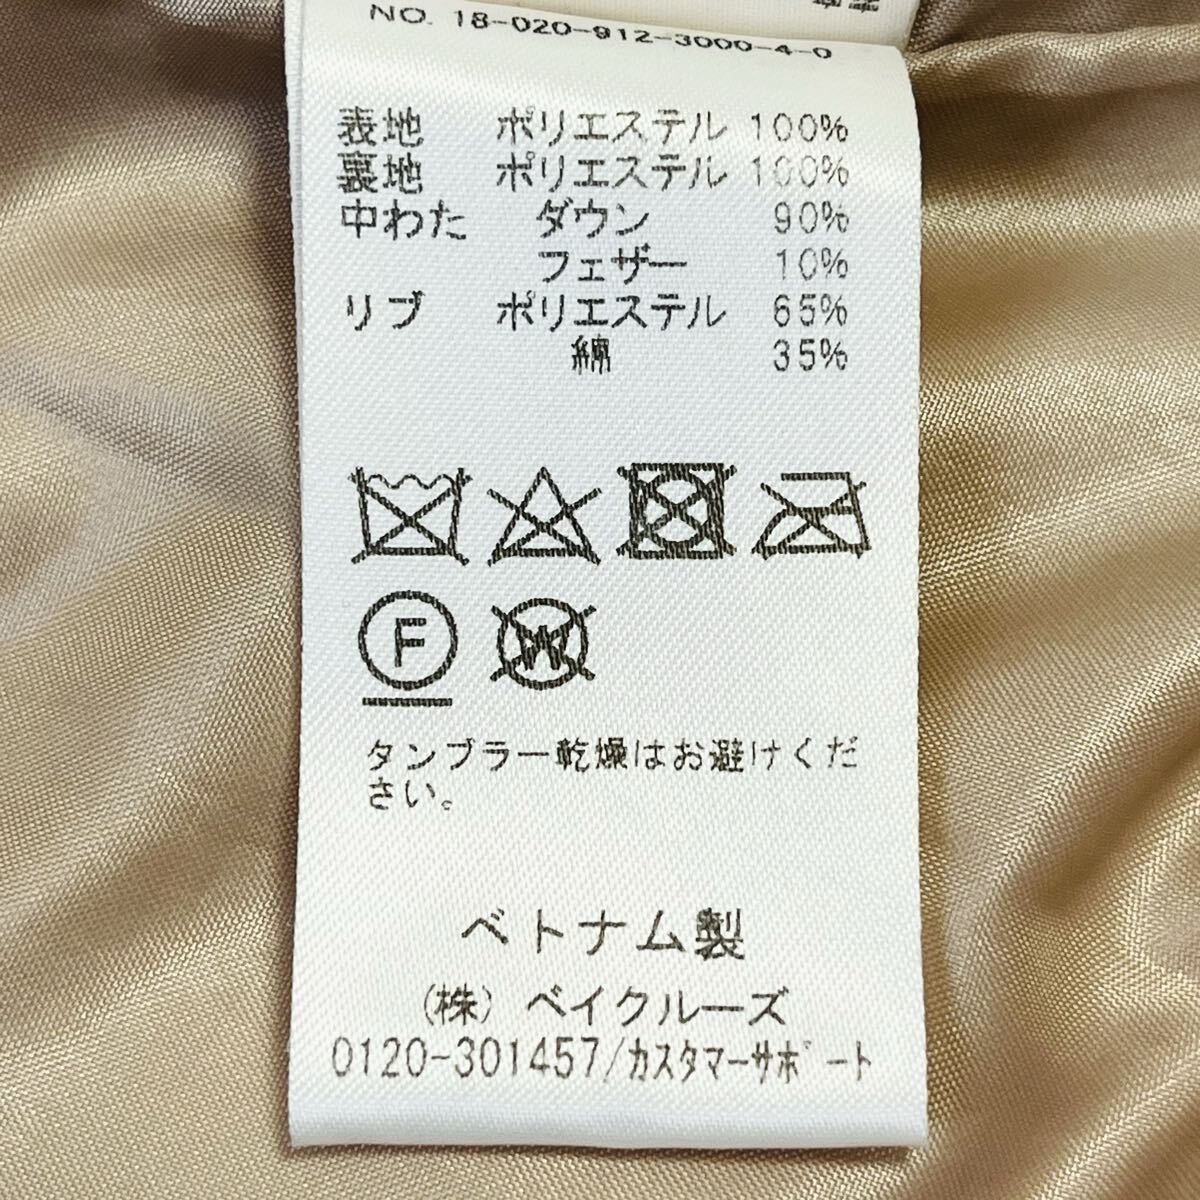 NO. 18-020-912-3000-4-0
表地 ポリエステル 100%
裏地 ポリエステル 100%
中わた ダウン 90%
フェザー 10%
リブ ポリエステル 65%
綿 35%
F W
タンブラー乾燥はお避けくだ
さい。
ベトナム製
(株) ベイクルーズ
0120-301457/カスタマーサポート